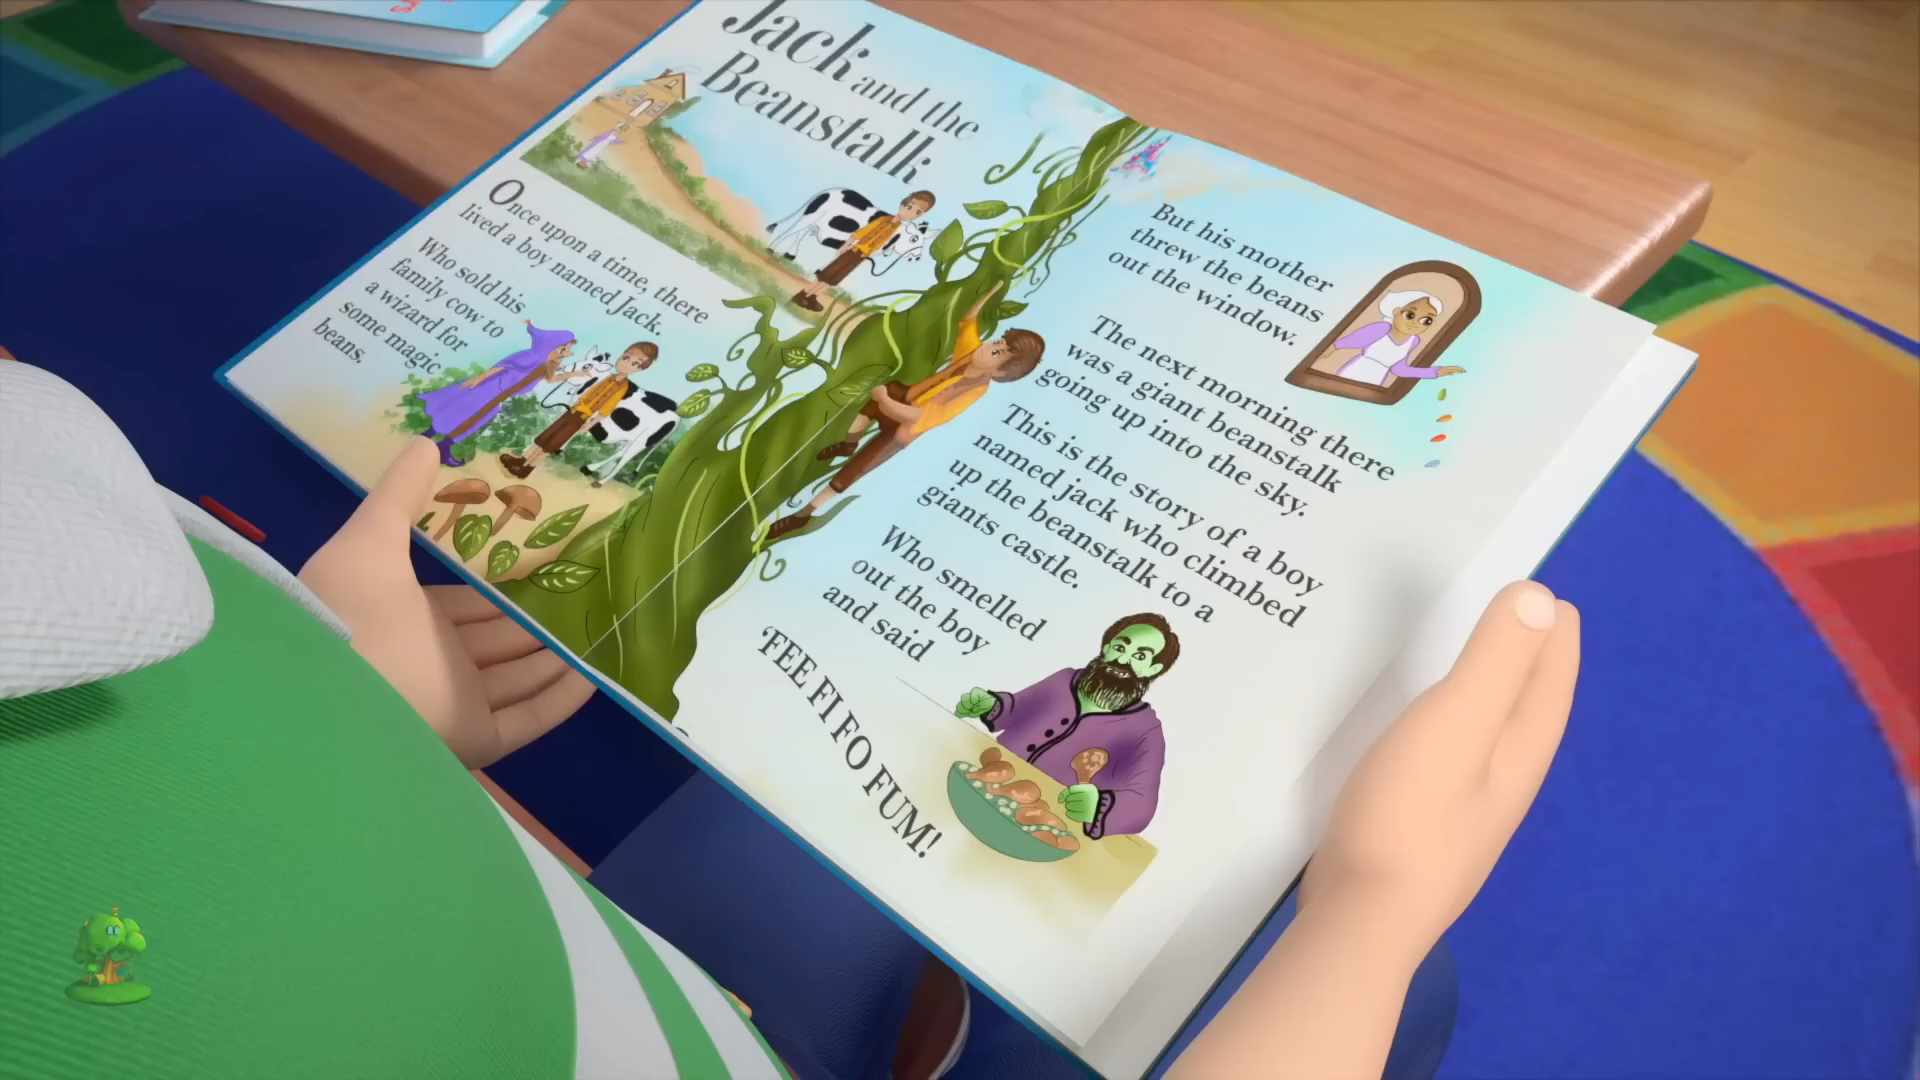 Jack and the
Beanstalk
Once upon a time, there
lived a boy named Jack.
Who sold his
family cow to
a wizard for
some magic
beans.
But his mother
threw the beans
out the window.
The next morning there
was a giant beanstalk
going up into the sky.
This is the story of a boy
named jack who climbed
up the beanstalk to a
giants castle.
Who smelled
out the boy
and said
'FEE FI FO FUM!